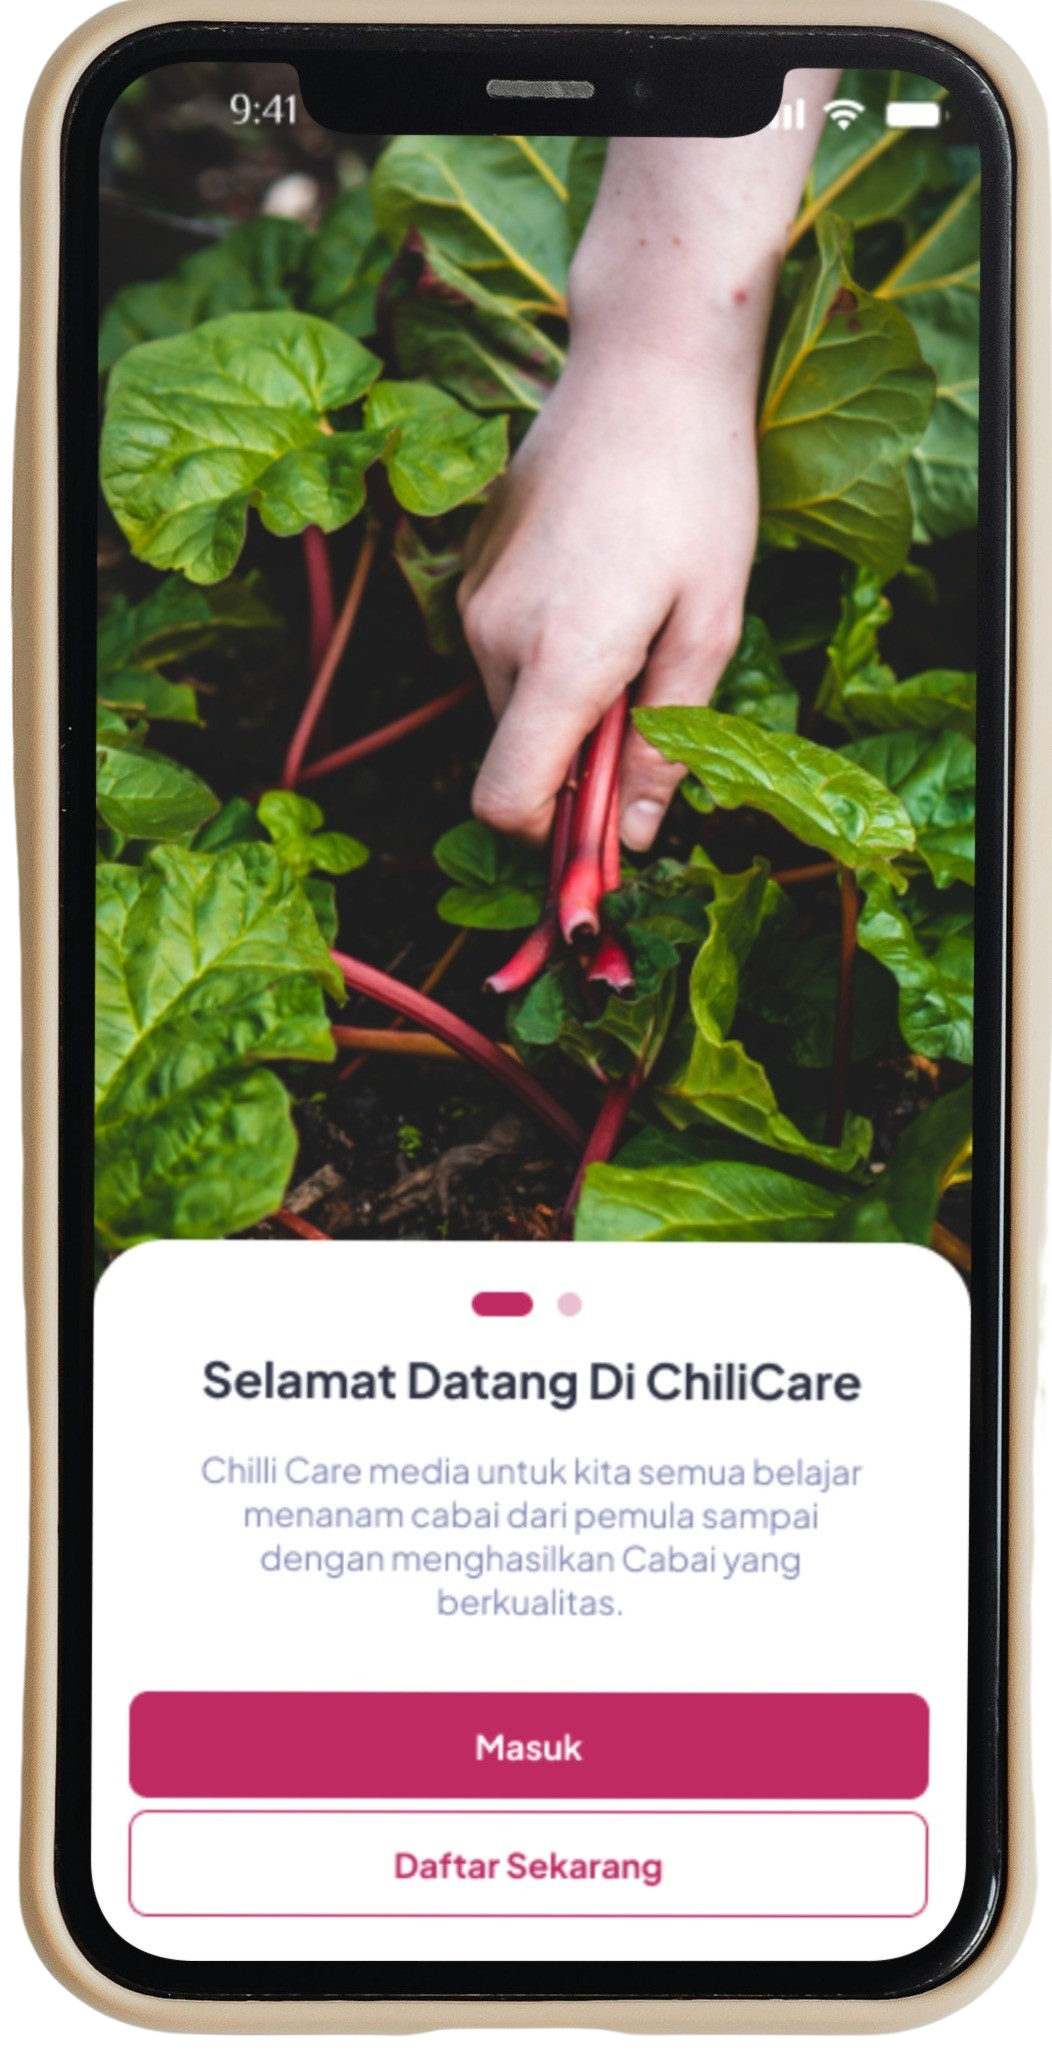 9:41
Selamat Datang Di ChiliCare
Chilli Care media untuk kita semua belajar
menanam cabai dari pemula sampai
dengan menghasilkan Cabai yang
berkualitas.
Masuk
Daftar Sekarang